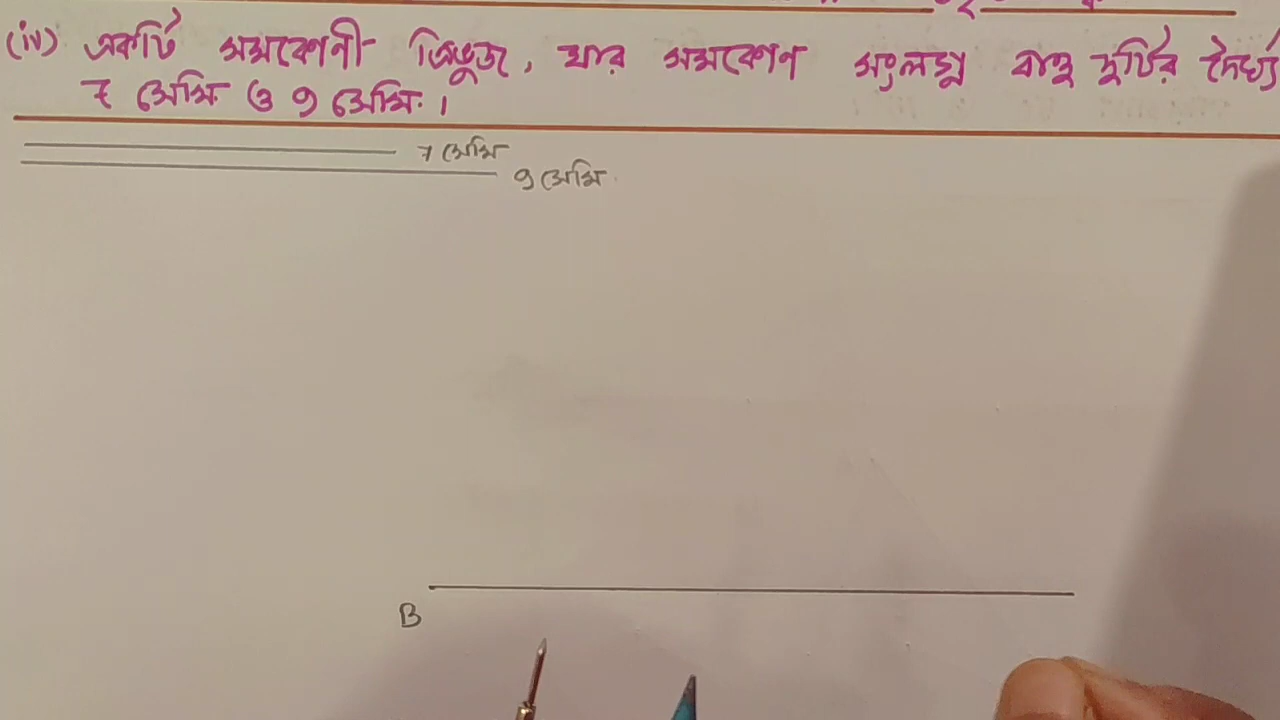 (iv) একটি সমকোণী ত্রিভুজ, যার সমকোণ সংলগ্ন বাহু দুটির দৈর্ঘ্য
৭ সেমি ও ৯ সেমি.।
৭ সেমি
৯ সেমি.
B